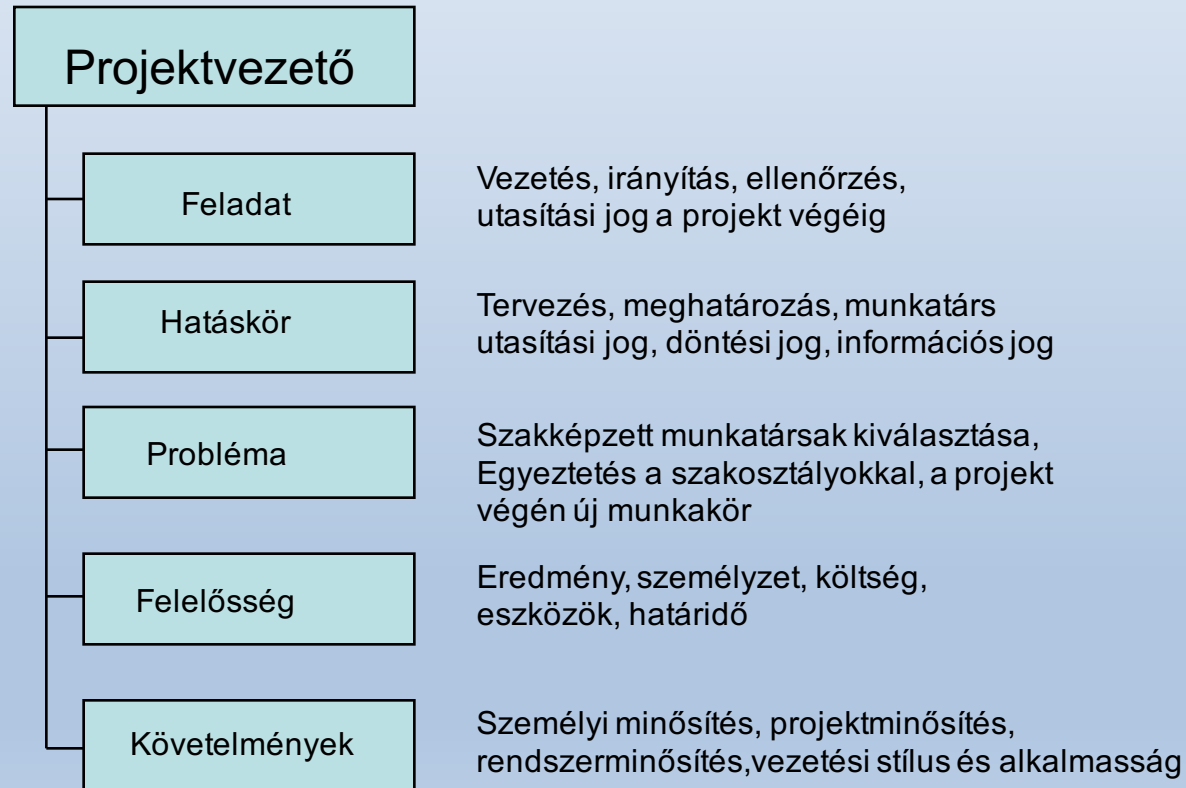 Projektvezető
Feladat
Vezetés, irányítás, ellenőrzés,
utasítási jog a projekt végéig
Hatáskör
Tervezés, meghatározás, munkatárs
utasítási jog, döntési jog, információs jog
Probléma
Szakképzett munkatársak kiválasztása,
Egyeztetés a szakosztályokkal, a projekt
végén új munkakör
Felelősség
Eredmény, személyzet, költség,
eszközök, határidő
Követelmények
Személyi minősítés, projektminősítés,
rendszerminősítés,vezetési stílus és alkalmasság